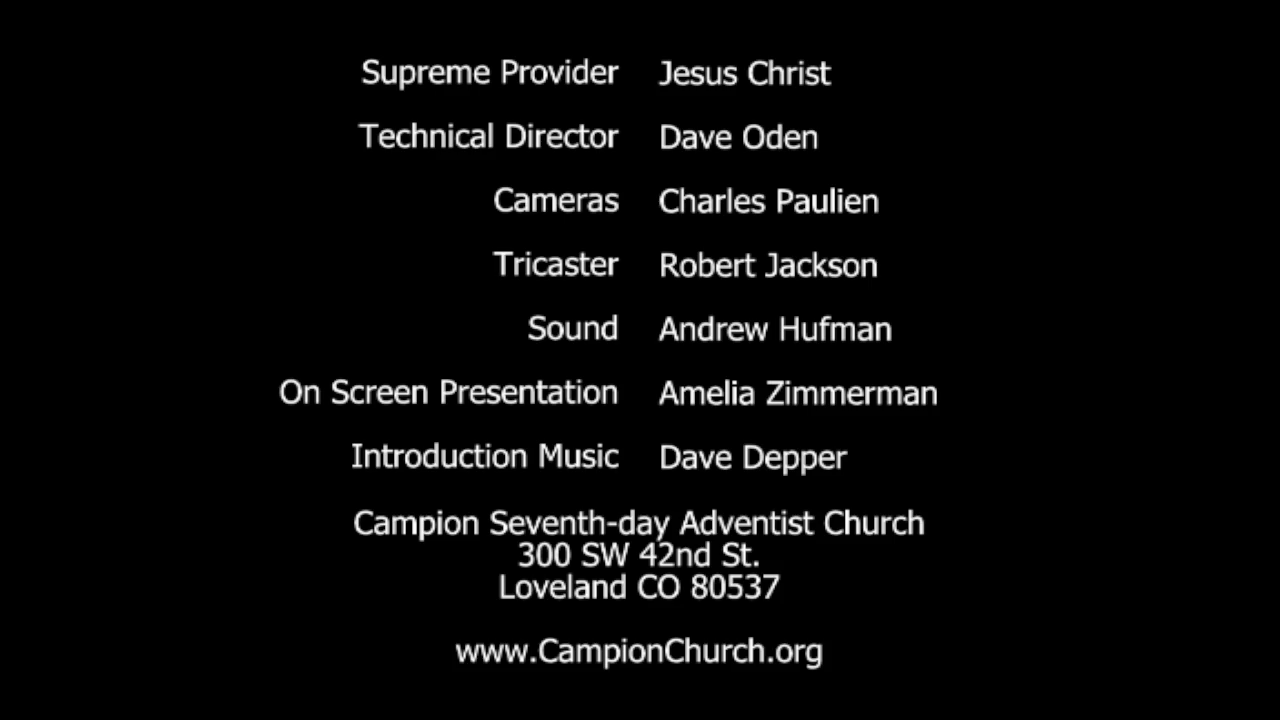 Supreme Provider Jesus Christ
Technical Director Dave Oden
Cameras Charles Paulien
Tricaster Robert Jackson
Sound Andrew Hufman
On Screen Presentation Amelia Zimmerman
Introduction Music Dave Depper
Campion Seventh-day Adventist Church
300 SW 42nd St.
Loveland CO 80537
www.CampionChurch.org